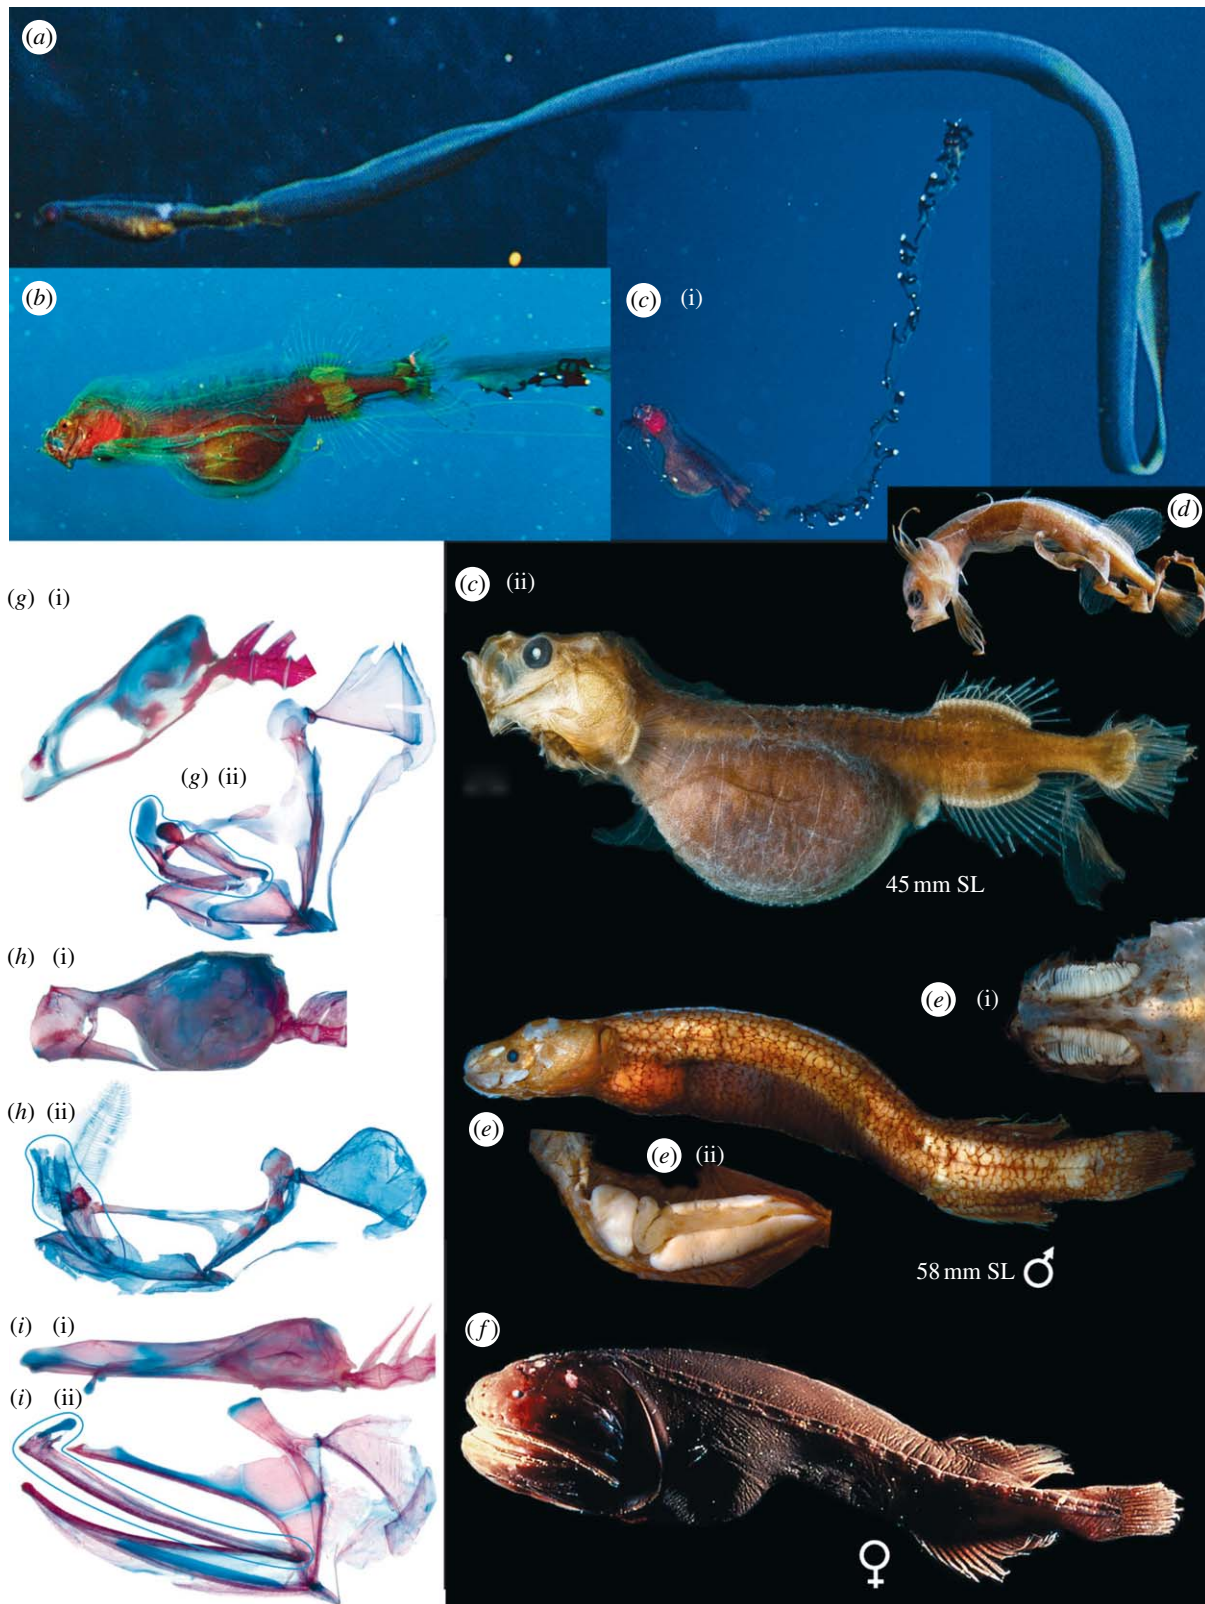 (a)
(b)
(c) (i)
(d)
(g) (i)
(c) (ii)
(g) (ii)
45 mm SL
(h) (i)
(e) (i)
(h) (ii)
(e)
(e) (ii)
58 mm SL ♂
(i) (i)
(f)
(i) (ii)
♀